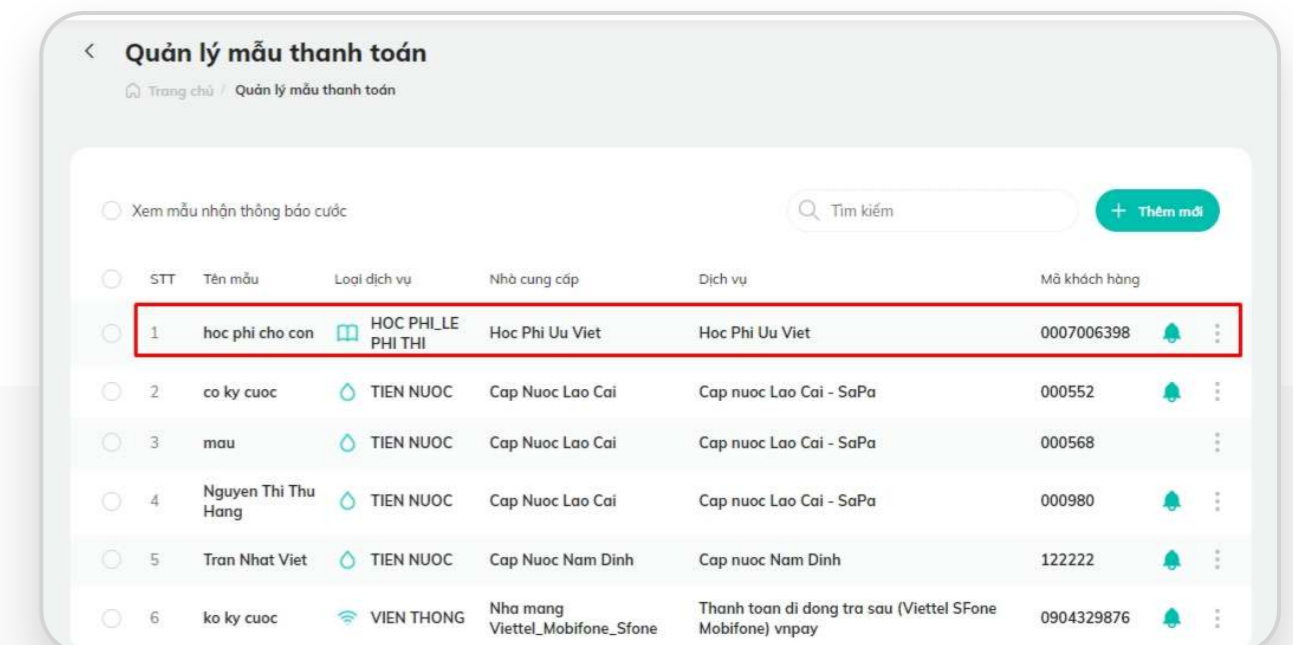 Quản lý mẫu thanh toán
Trang chủ / Quản lý mẫu thanh toán
Xem mẫu nhận thông báo cước
Tìm kiếm
+ Thêm mới
STT Tên mẫu Loại dịch vụ Nhà cung cấp Dịch vụ Mã khách hàng
1 hoc phi cho con HOC PHI_LE PHI THI Hoc Phi Uu Viet Hoc Phi Uu Viet 0007006398
2 co ky cuoc TIEN NUOC Cap Nuoc Lao Cai Cap nuoc Lao Cai - SaPa 000552
3 mau TIEN NUOC Cap Nuoc Lao Cai Cap nuoc Lao Cai - SaPa 000568
4 Nguyen Thi Thu Hang TIEN NUOC Cap Nuoc Lao Cai Cap nuoc Lao Cai - SaPa 000980
5 Tran Nhat Viet TIEN NUOC Cap Nuoc Nam Dinh Cap nuoc Nam Dinh 122222
6 ko ky cuoc VIEN THONG Nha mang Viettel_Mobifone_Sfone Thanh toan di dong tra sau (Viettel SFone Mobifone) vnpay 0904329876